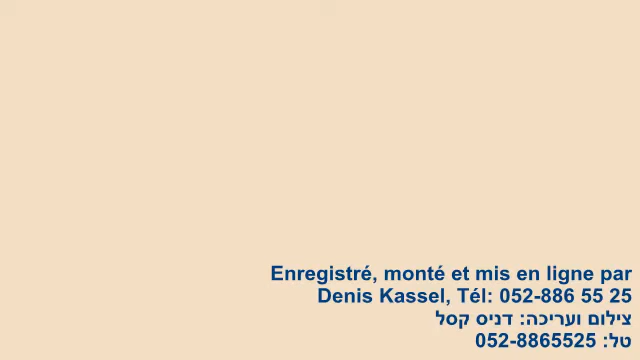 Enregistré, monté et mis en ligne par
Denis Kassel, Tél: 052-886 55 25
צילום ועריכה: דניס קסל
טל: 052-8865525